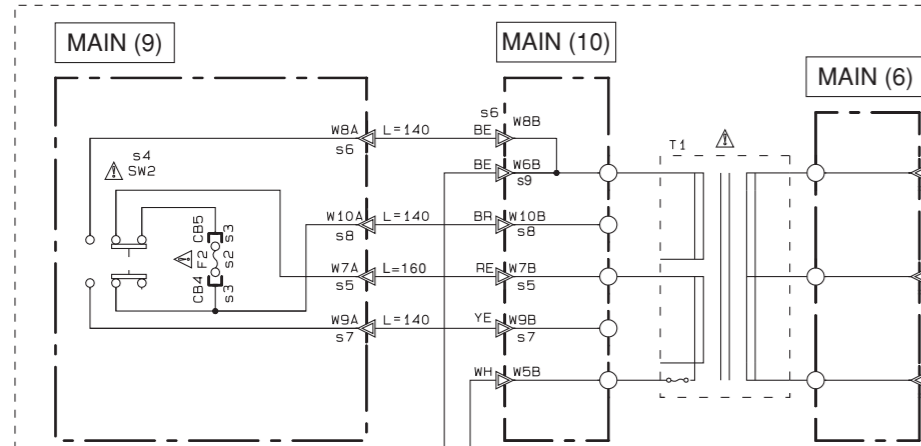 MAIN (9)
MAIN (10)
MAIN (6)
s6
W8A L=140 BE W8B
s6
T1
s4
SW2
BE W6B
s9
CB5 s3
F2 s2
CB4 s3
W10A L=140 BR W10B
s8 s8
W7A L=160 RE W7B
s5 s5
W9A L=140 YE W9B
s7 s7
WH W5B